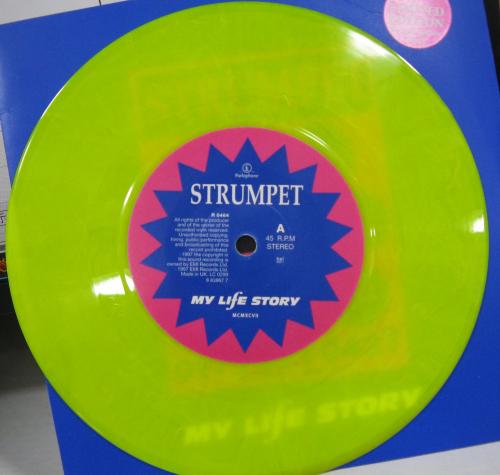 LIMITED
EDITION
STRUMPET
Parlophone
STRUMPET
R 6464
All rights of the producer
and of the owner of the
recorded work reserved.
Unauthorised copying,
hiring, public performance
and broadcasting of this
record prohibited.
1997 the copyright in
this sound recording is
owned by EMI Records Ltd.
1997 EMI Records Ltd.
Made in UK. LC 0299
A
45 R.P.M
STEREO
MY LIFE STORY
MCMXCVII
MY LIFE STORY